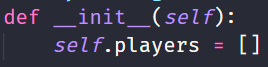 def __init__(self):
    self.players = []